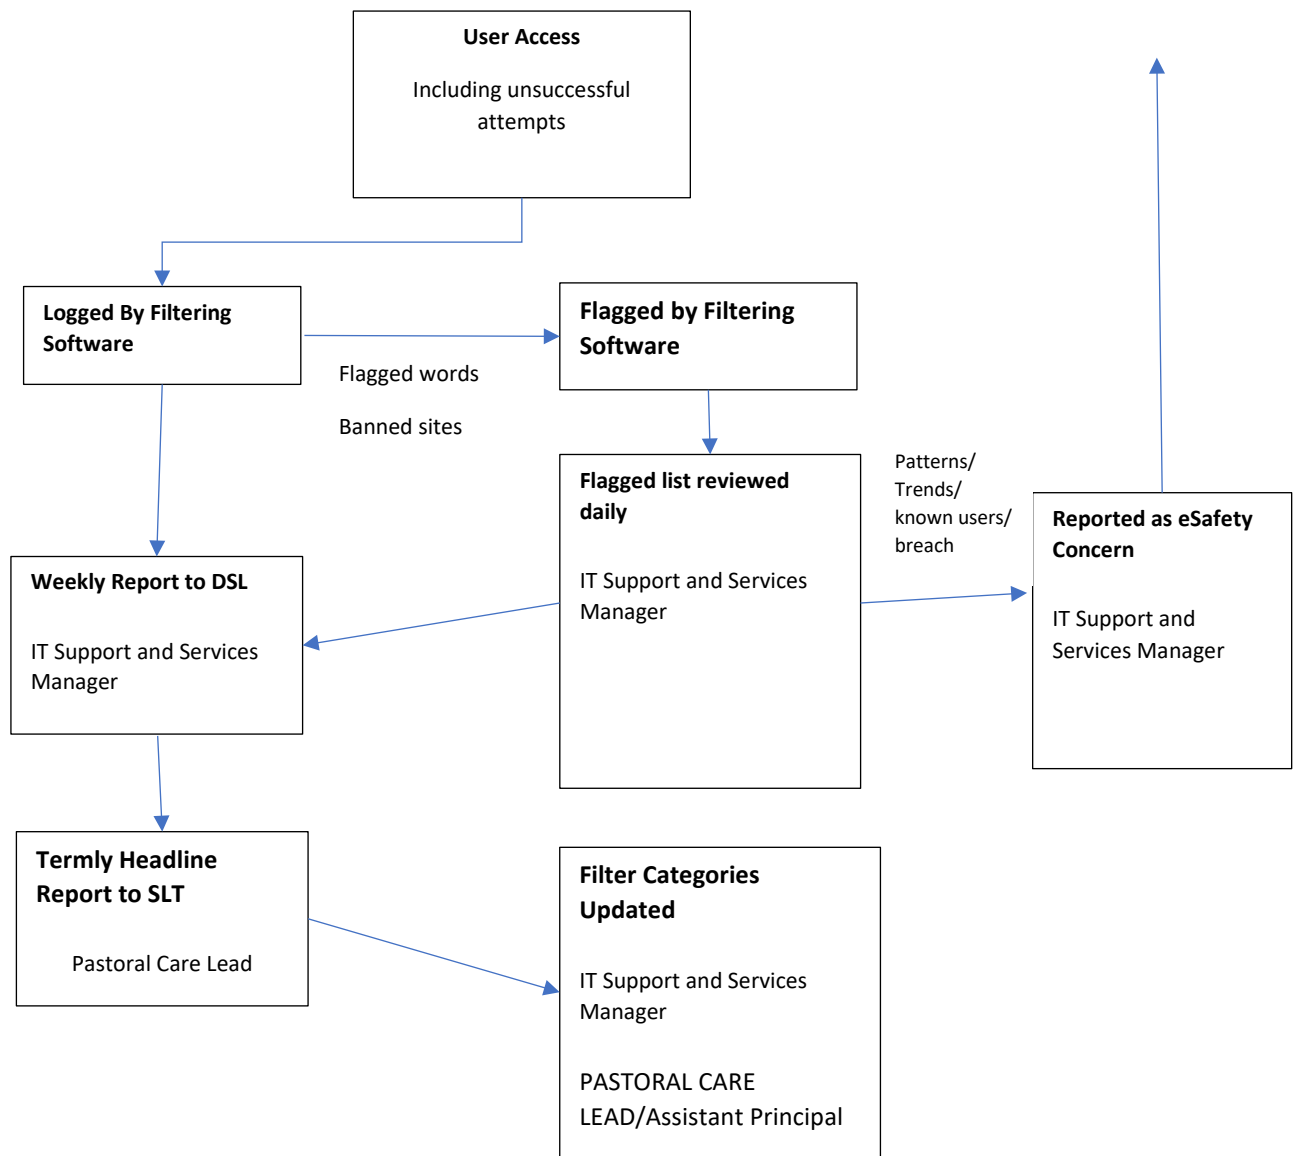 User Access
Including unsuccessful
attempts
Logged By Filtering
Software
Flagged words
Banned sites
Flagged by Filtering
Software
Flagged list reviewed
daily
IT Support and Services
Manager
Patterns/
Trends/
known users/
breach
Reported as eSafety
Concern
IT Support and
Services Manager
Weekly Report to DSL
IT Support and Services
Manager
Termly Headline
Report to SLT
Pastoral Care Lead
Filter Categories
Updated
IT Support and Services
Manager
PASTORAL CARE
LEAD/Assistant Principal